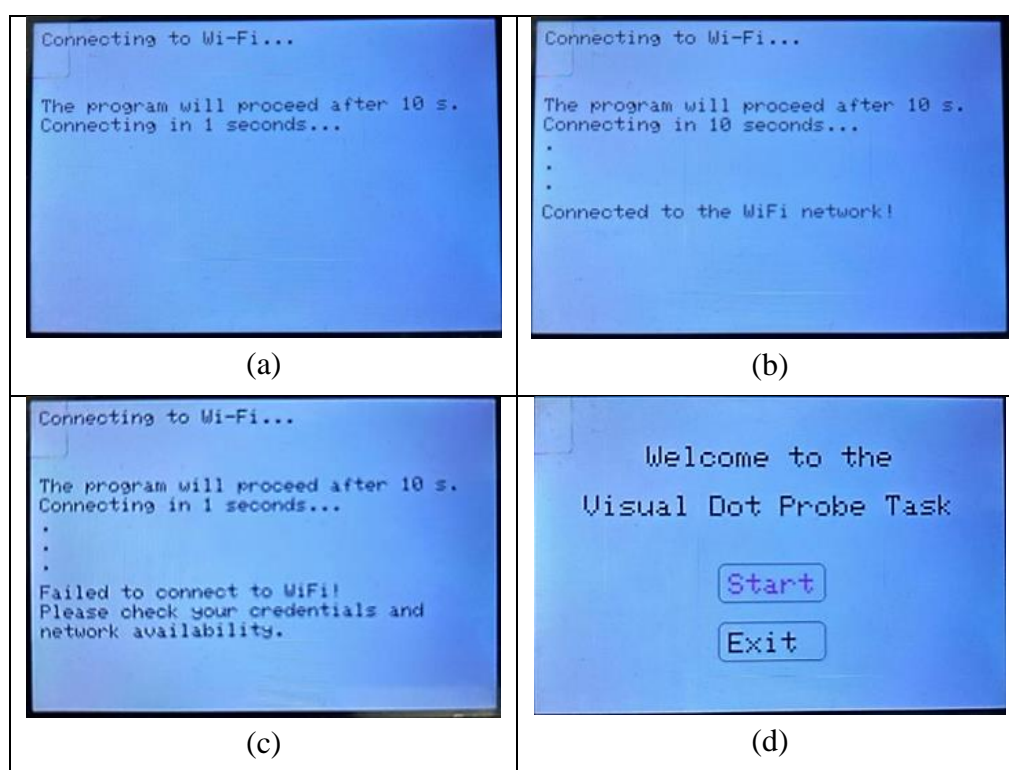 Connecting to Wi-Fi...
The program will proceed after 10 s.
Connecting in 1 seconds...
(a)
Connecting to Wi-Fi...
The program will proceed after 10 s.
Connecting in 10 seconds...
.
.
.
Connected to the WiFi network!
(b)
Connecting to Wi-Fi...
The program will proceed after 10 s.
Connecting in 1 seconds...
.
.
.
Failed to connect to WiFi!
Please check your credentials and
network availability.
(c)
Welcome to the
Visual Dot Probe Task
Start
Exit
(d)